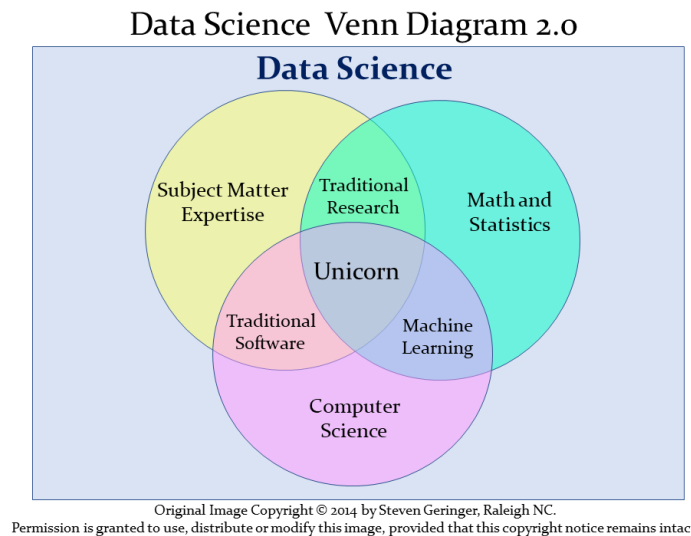 Data Science Venn Diagram 2.0
Data Science
Subject Matter
Expertise
Traditional
Research
Math and
Statistics
Unicorn
Traditional
Software
Machine
Learning
Computer
Science
Original Image Copyright © 2014 by Steven Geringer, Raleigh NC.
Permission is granted to use, distribute or modify this image, provided that this copyright notice remains intac